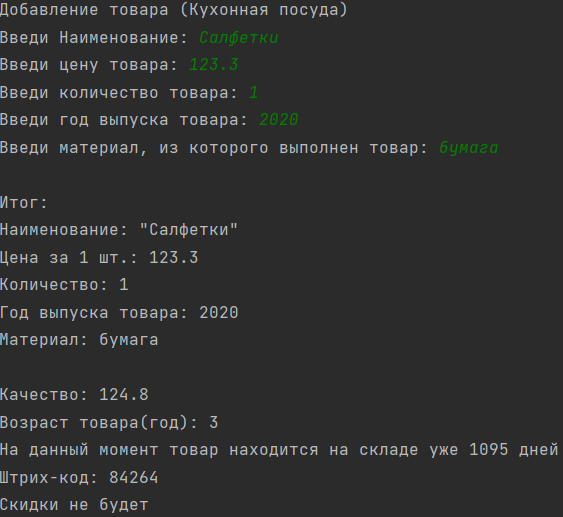 Добавление товара (Кухонная посуда)
Введи Наименование: Салфетки
Введи цену товара: 123.3
Введи количество товара: 1
Введи год выпуска товара: 2020
Введи материал, из которого выполнен товар: бумага
Итог:
Наименование: "Салфетки"
Цена за 1 шт.: 123.3
Количество: 1
Год выпуска товара: 2020
Материал: бумага
Качество: 124.8
Возраст товара(год): 3
На данный момент товар находится на складе уже 1095 дней
Штрих-код: 84264
Скидки не будет